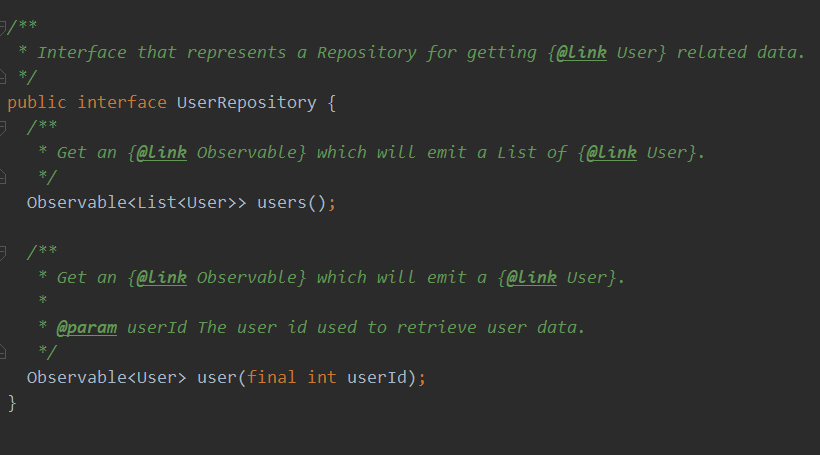 /**
 * Interface that represents a Repository for getting {@link User} related data.
 */
public interface UserRepository {
  /**
   * Get an {@link Observable} which will emit a List of {@link User}.
   */
  Observable<List<User>> users();

  /**
   * Get an {@link Observable} which will emit a {@link User}.
   *
   * @param userId The user id used to retrieve user data.
   */
  Observable<User> user(final int userId);
}